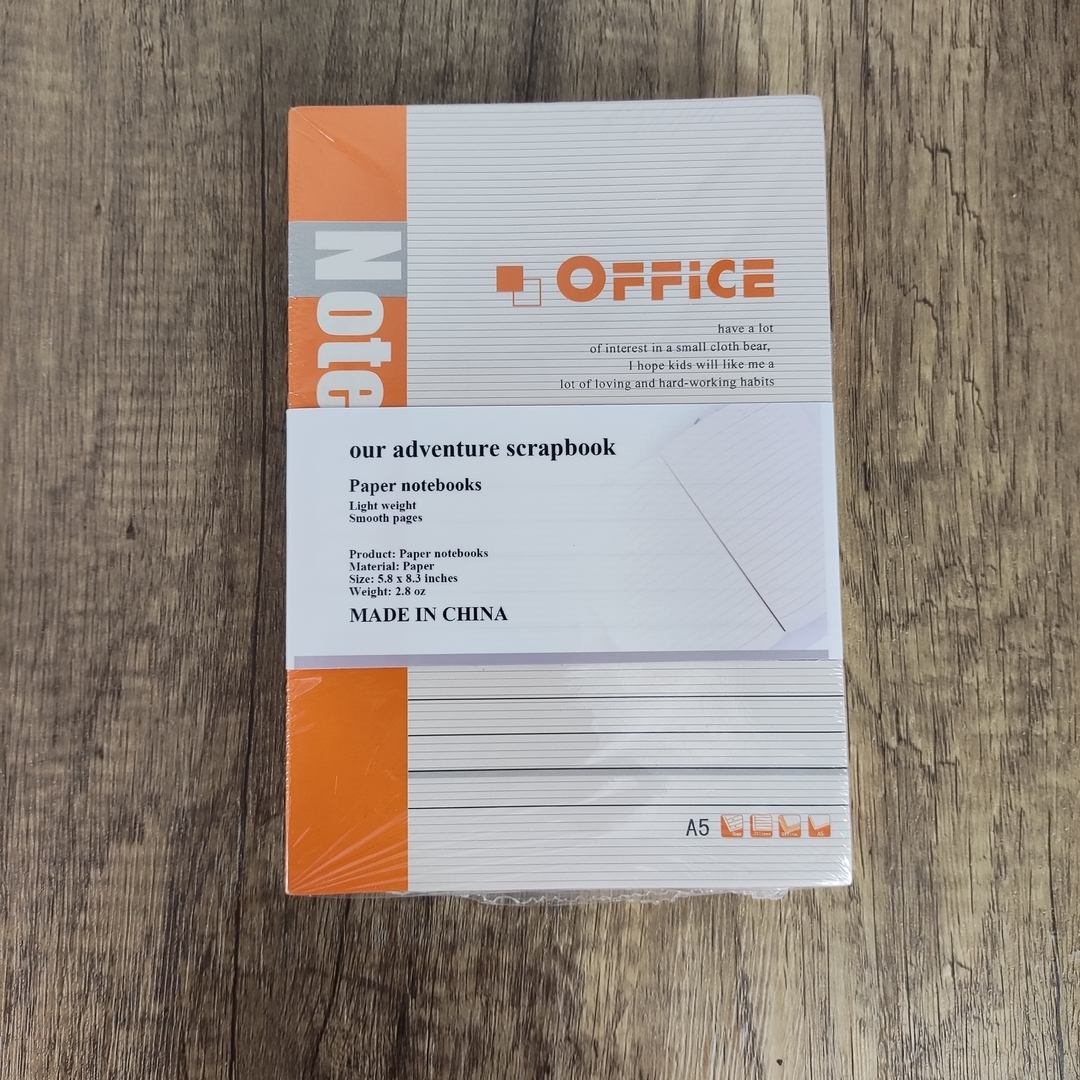 Note
OFFiCE
have a lot
of interest in a small cloth bear,
I hope kids will like me a
lot of loving and hard-working habits
our adventure scrapbook
Paper notebooks
Light weight
Smooth pages
Product: Paper notebooks
Material: Paper
Size: 5.8 x 8.3 inches
Weight: 2.8 oz
MADE IN CHINA
A5